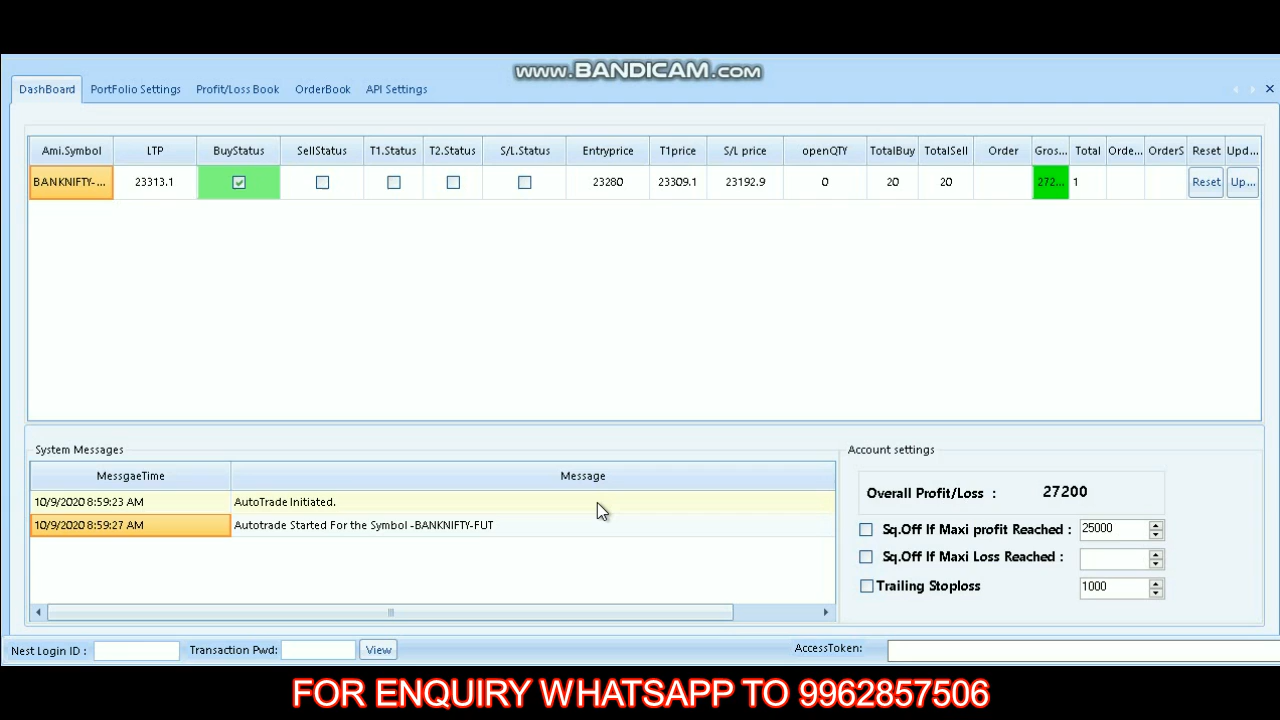 www.BANDICAM.com
DashBoard PortFolio Settings Profit/Loss Book OrderBook API Settings
Ami.Symbol LTP BuyStatus SellStatus T1.Status T2.Status S/L.Status Entryprice T1price S/L price openQTY TotalBuy TotalSell Order Gros... Total Orde... OrderS Reset Upd...
BANKNIFTY-... 23313.1 23280 23309.1 23192.9 0 20 20 272... 1 Reset Up...
System Messages
MessgaeTime Message
10/9/2020 8:59:23 AM AutoTrade Initiated.
10/9/2020 8:59:27 AM Autotrade Started For the Symbol -BANKNIFTY-FUT
Account settings
Overall Profit/Loss : 27200
Sq.Off If Maxi profit Reached : 25000
Sq.Off If Maxi Loss Reached :
Trailing Stoploss 1000
Nest Login ID : Transaction Pwd: View AccessToken:
FOR ENQUIRY WHATSAPP TO 9962857506